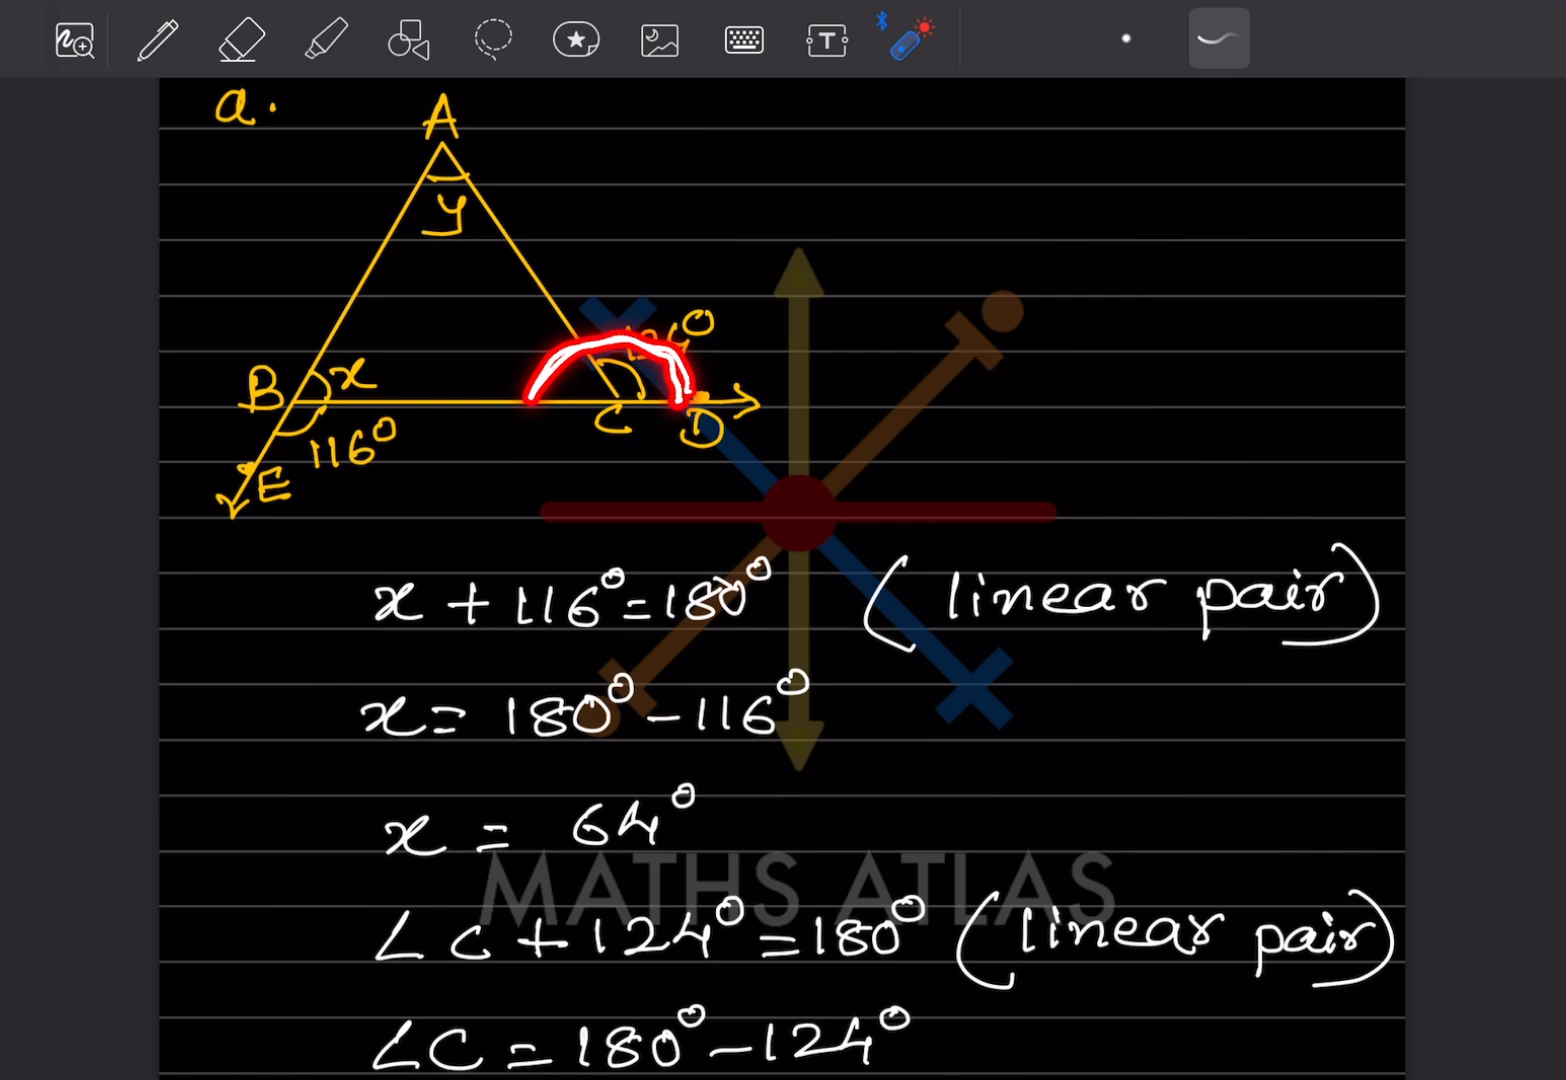 a.
A
y
124°
B x
C D
116°
E
x + 116° = 180° (linear pair)
x = 180° - 116°
x = 64°
MATHS ATLAS
∠C + 124° = 180° (linear pair)
∠C = 180° - 124°